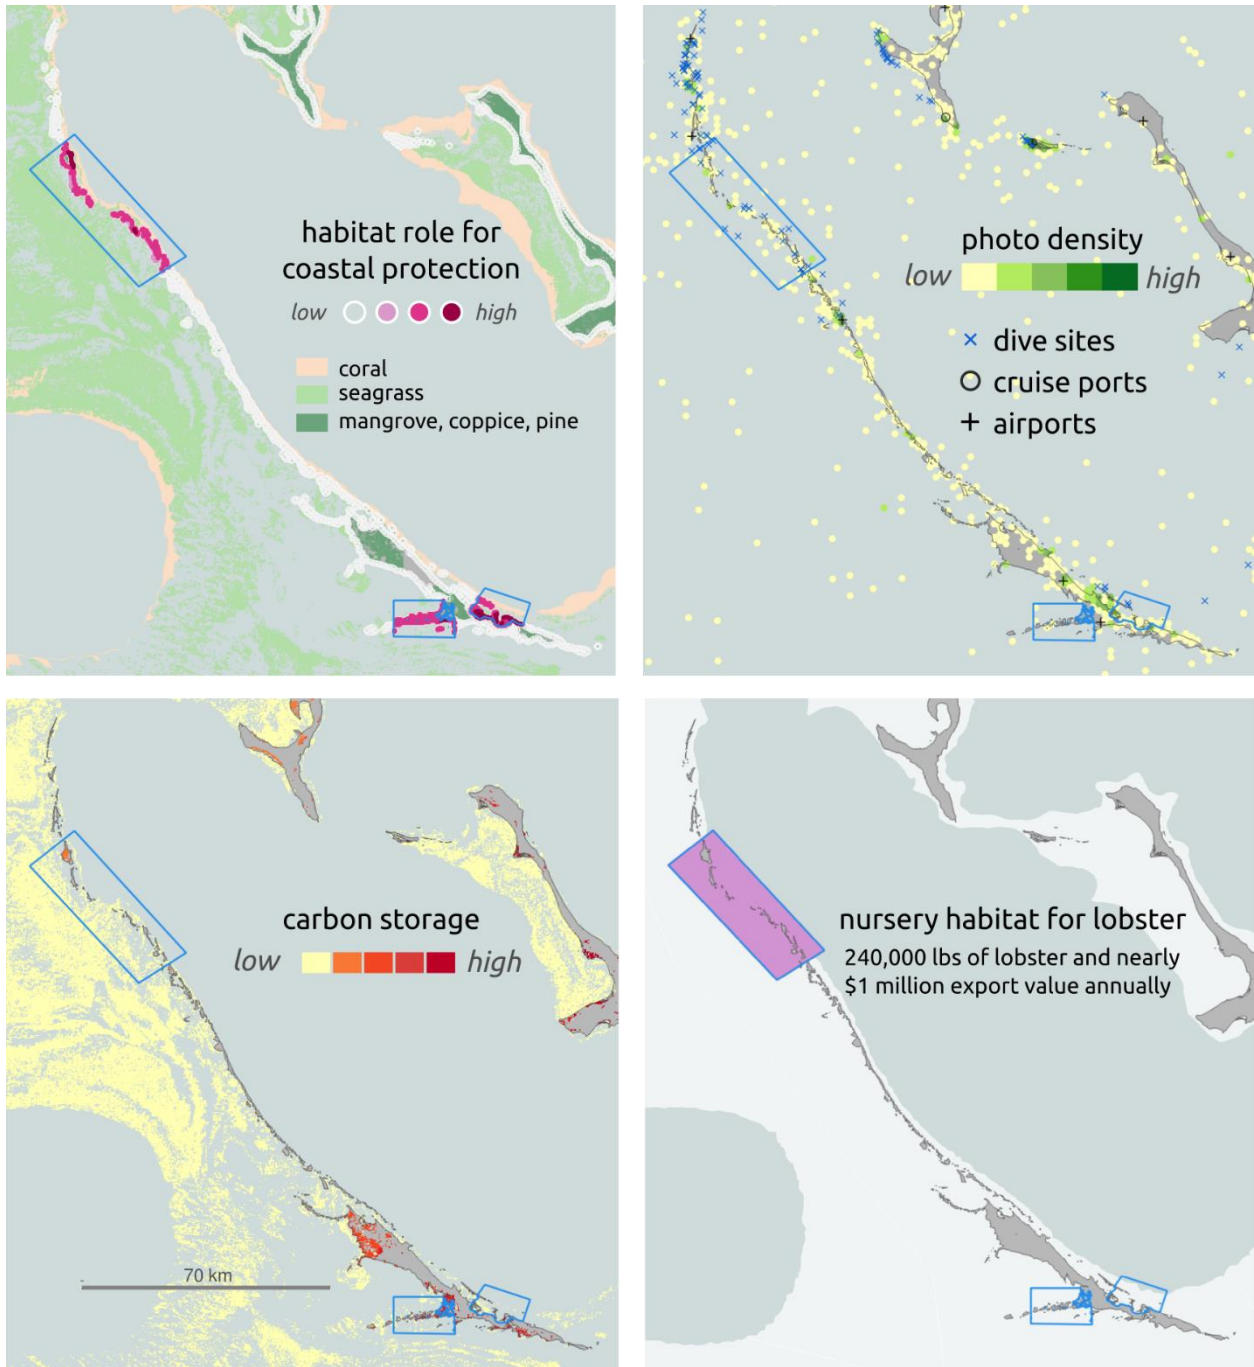 habitat role for
coastal protection
low high
coral
seagrass
mangrove, coppice, pine
photo density
low high
dive sites
cruise ports
airports
carbon storage
low high
70 km
nursery habitat for lobster
240,000 lbs of lobster and nearly
$1 million export value annually